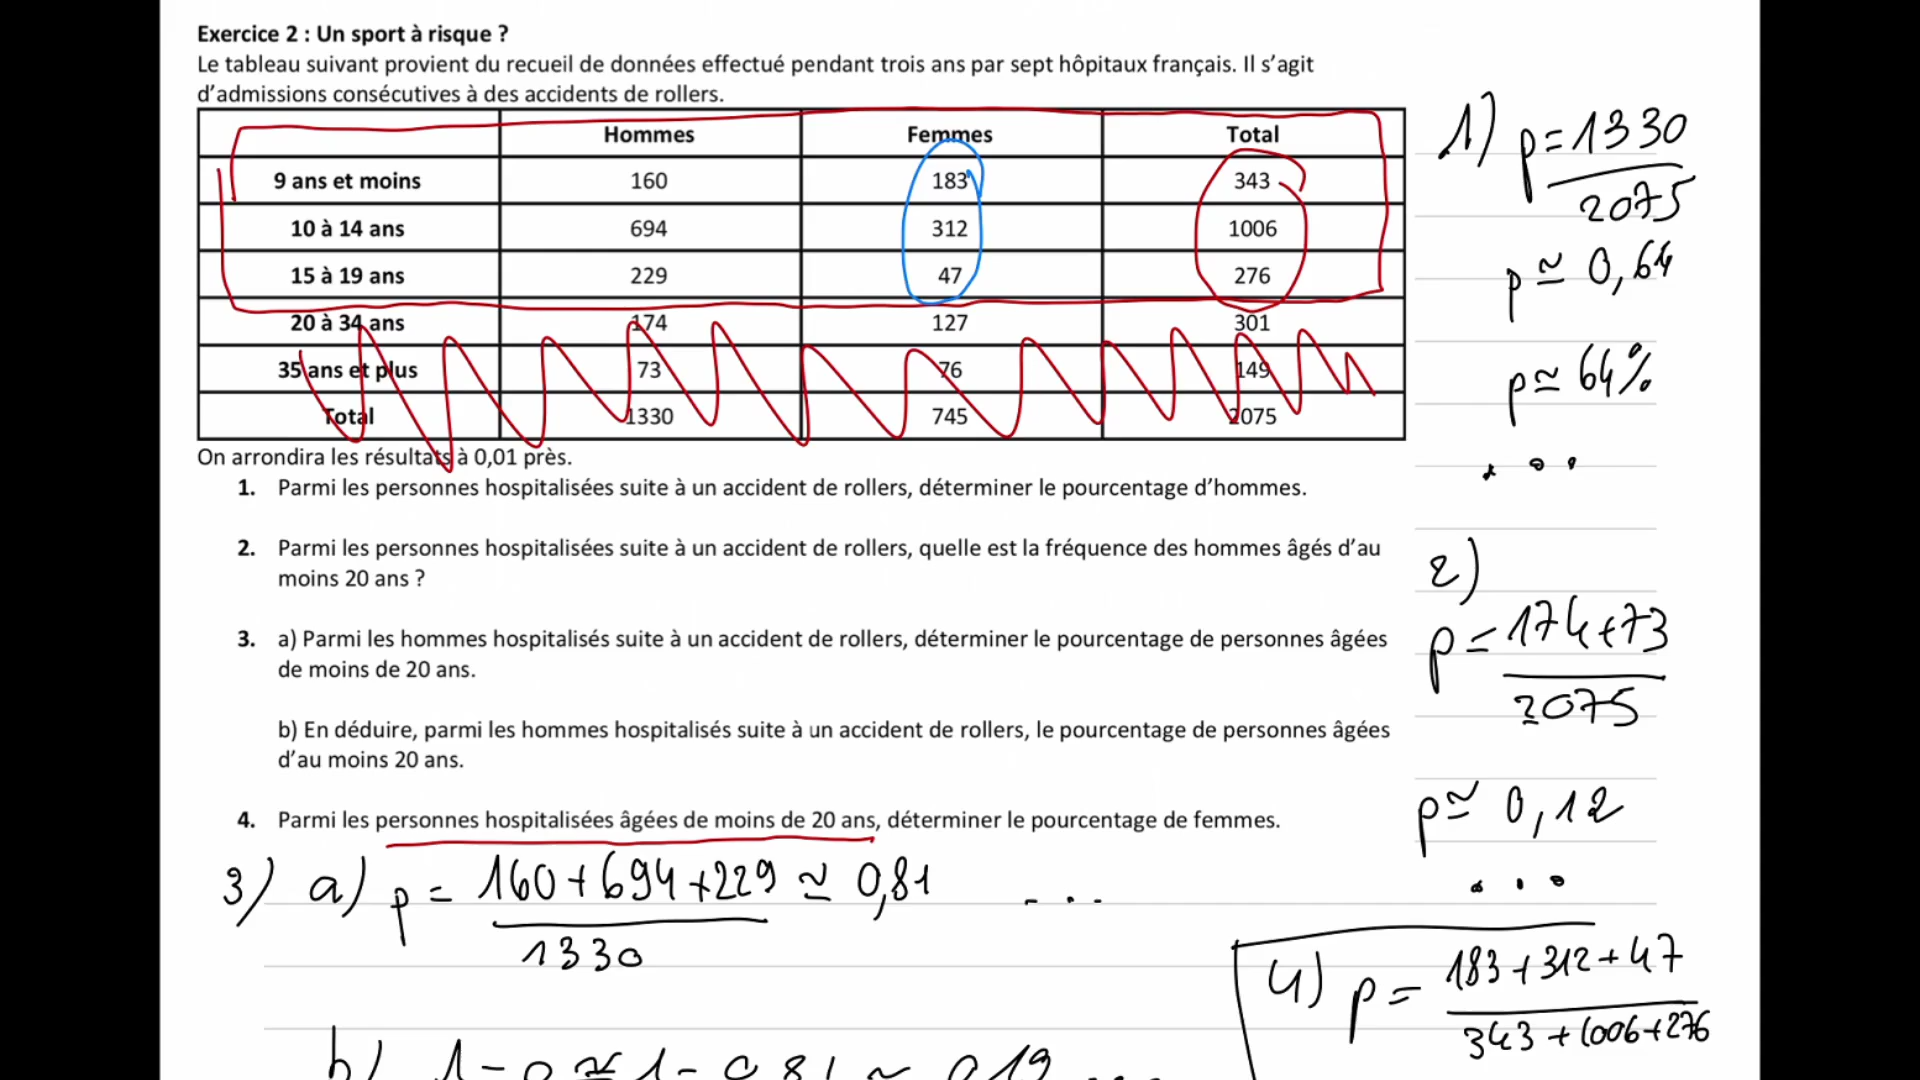 Exercice 2 : Un sport à risque ?
Le tableau suivant provient du recueil de données effectué pendant trois ans par sept hôpitaux français. Il s'agit
d'admissions consécutives à des accidents de rollers.
Hommes Femmes Total
9 ans et moins 160 183 343
10 à 14 ans 694 312 1006
15 à 19 ans 229 47 276
20 à 34 ans 174 127 301
35 ans et plus 73 76 149
Total 1330 745 2075
On arrondira les résultats à 0,01 près.
1. Parmi les personnes hospitalisées suite à un accident de rollers, déterminer le pourcentage d'hommes.
2. Parmi les personnes hospitalisées suite à un accident de rollers, quelle est la fréquence des hommes âgés d'au
moins 20 ans ?
3. a) Parmi les hommes hospitalisés suite à un accident de rollers, déterminer le pourcentage de personnes âgées
de moins de 20 ans.
b) En déduire, parmi les hommes hospitalisés suite à un accident de rollers, le pourcentage de personnes âgées
d'au moins 20 ans.
4. Parmi les personnes hospitalisées âgées de moins de 20 ans, déterminer le pourcentage de femmes.
1) p = 1330
2075
p ≃ 0,64
p ≃ 64%
...
2)
p = 174+73
2075
p ≃ 0,12
...
3) a) p = 160+694+229 ≃ 0,81 ...
1330
b) 1-p ≃ 1-0,81 ≃ 0,19 ...
4) p = 183+312+47
343+1006+276